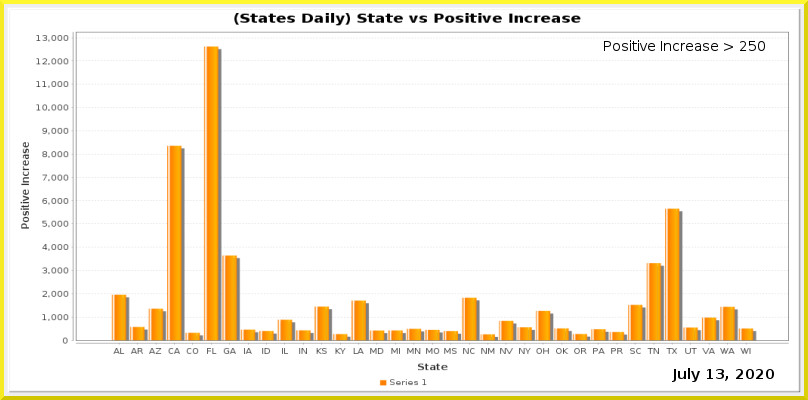 (States Daily) State vs Positive Increase
Positive Increase > 250
13,000
12,000
11,000
10,000
9,000
8,000
7,000
6,000
5,000
4,000
3,000
2,000
1,000
0
Positive Increase
AL AR AZ CA CO FL GA IA ID IL IN KS KY LA MD MI MN MO MS NC NM NV NY OH OK OR PA PR SC TN TX UT VA WA WI
State
Series 1
July 13, 2020